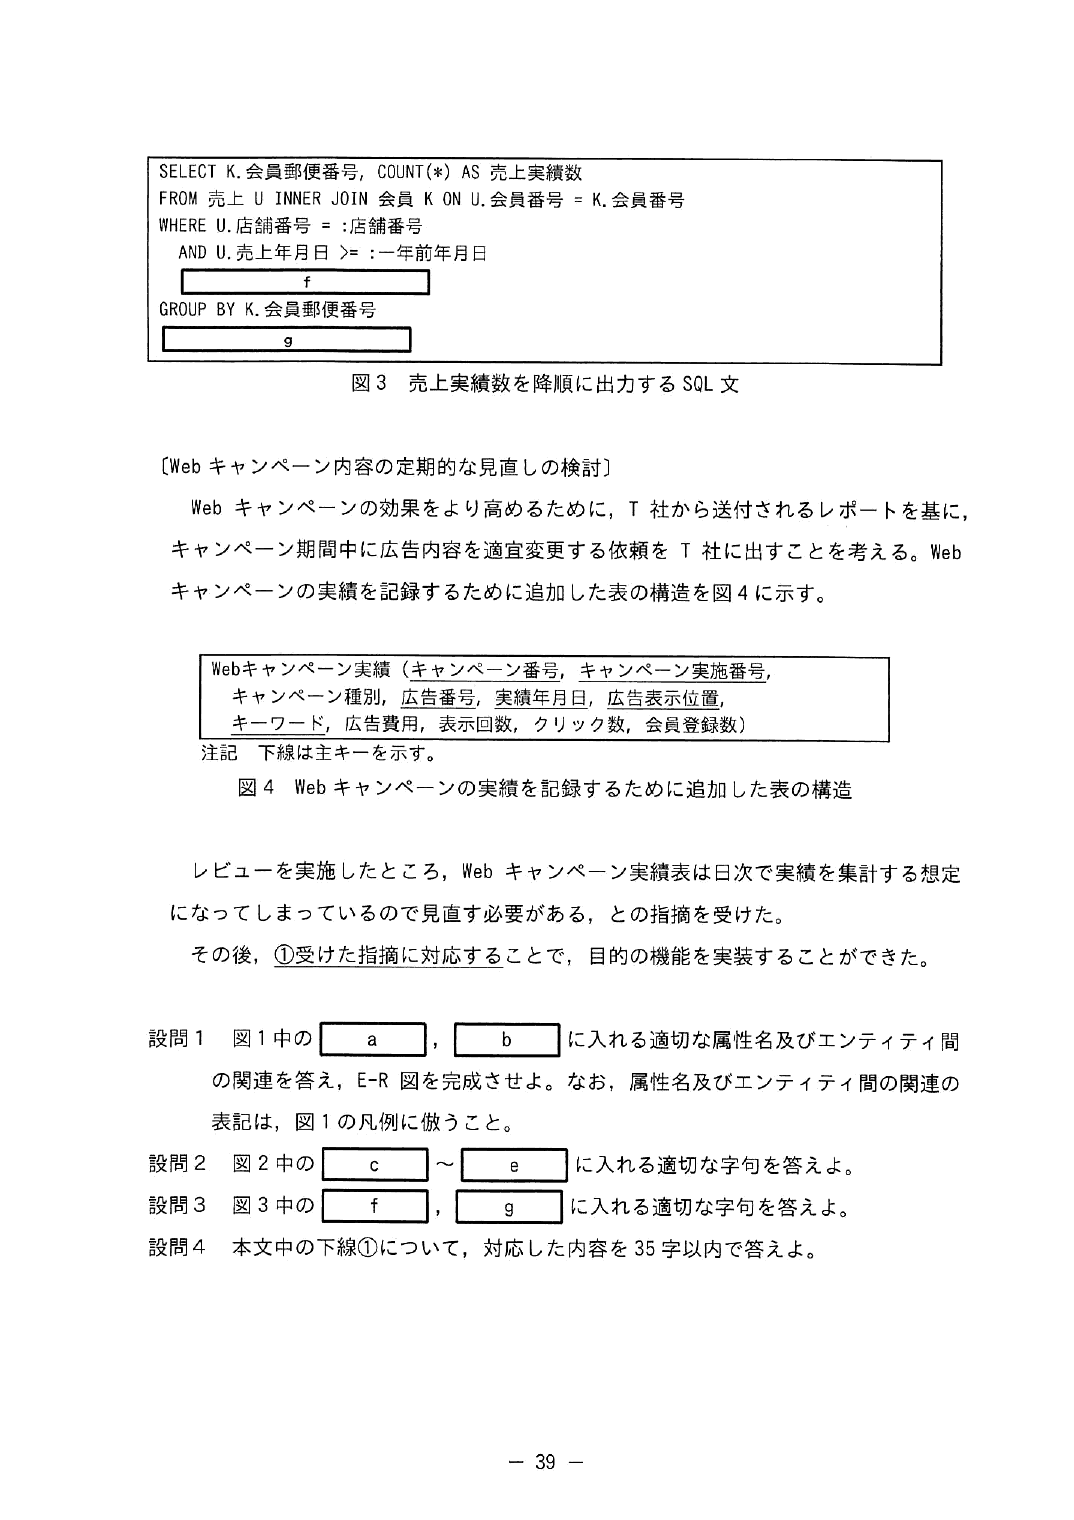 SELECT K.会員郵便番号, COUNT(*) AS 売上実績数
FROM 売上 U INNER JOIN 会員 K ON U.会員番号 = K.会員番号
WHERE U.店舗番号 = :店舗番号
AND U.売上年月日 >= :一年前年月日
f
GROUP BY K.会員郵便番号
g
図3 売上実績数を降順に出力する SQL 文
〔Web キャンペーン内容の定期的な見直しの検討〕
Web キャンペーンの効果をより高めるために，T 社から送付されるレポートを基に，
キャンペーン期間中に広告内容を適宜変更する依頼を T 社に出すことを考える。Web
キャンペーンの実績を記録するために追加した表の構造を図4に示す。
Webキャンペーン実績（キャンペーン番号，キャンペーン実施番号，
キャンペーン種別，広告番号，実績年月日，広告表示位置，
キーワード，広告費用，表示回数，クリック数，会員登録数）
注記 下線は主キーを示す。
図4 Web キャンペーンの実績を記録するために追加した表の構造
レビューを実施したところ，Web キャンペーン実績表は日次で実績を集計する想定
になってしまっているので見直す必要がある，との指摘を受けた。
その後，①受けた指摘に対応することで，目的の機能を実装することができた。
設問1 図1中の a ， b に入れる適切な属性名及びエンティティ間
の関連を答え，E-R 図を完成させよ。なお，属性名及びエンティティ間の関連の
表記は，図1の凡例に倣うこと。
設問2 図2中の c ～ e に入れる適切な字句を答えよ。
設問3 図3中の f ， g に入れる適切な字句を答えよ。
設問4 本文中の下線①について，対応した内容を 35 字以内で答えよ。
－ 39 －